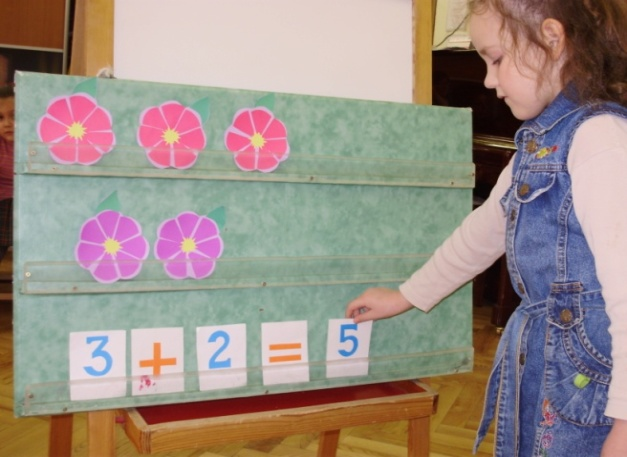 3 + 2 = 5